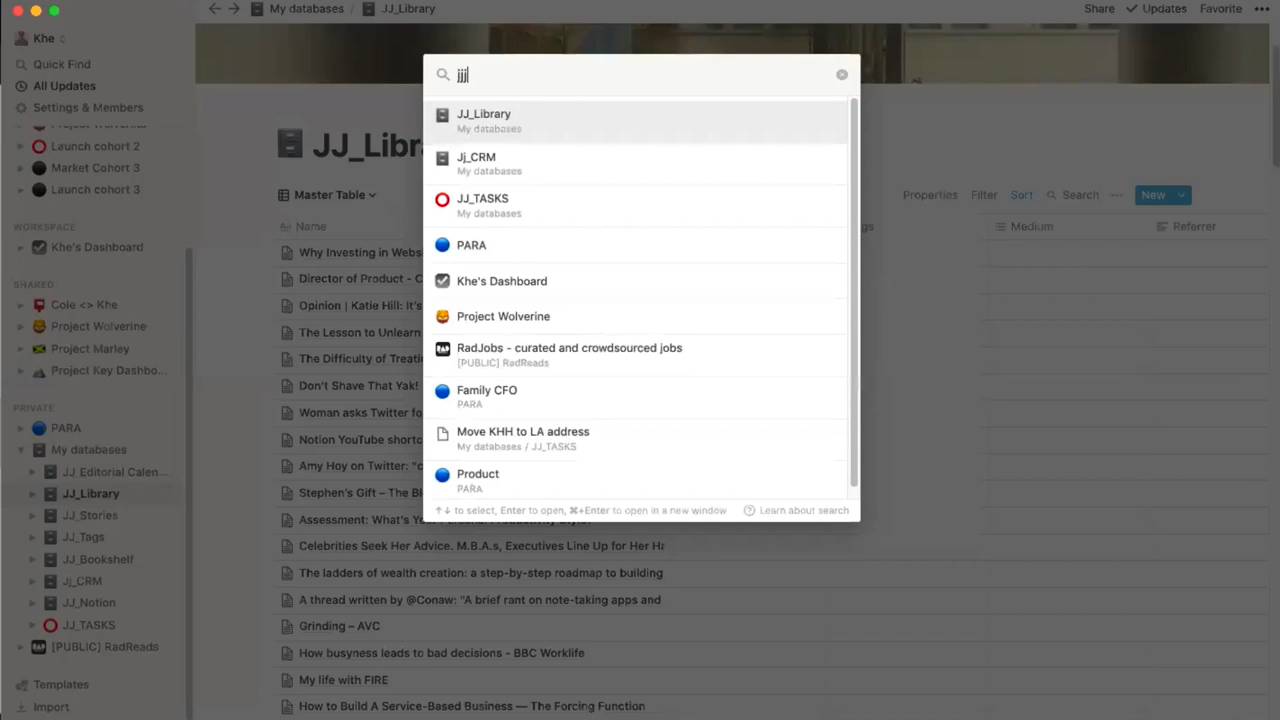 My databases / JJ_Library
Share Updates Favorite •••
Khe
Quick Find
All Updates
Settings & Members
Launch cohort 2
Market Cohort 3
Launch cohort 3
WORKSPACE
Khe's Dashboard
SHARED
Cole <> Khe
Project Wolverine
Project Marley
Project Key Dashbo...
PRIVATE
PARA
My databases
JJ Editorial Calen...
JJ_Library
JJ_Stories
JJ_Tags
JJ_Bookshelf
Jj_CRM
JJ_Notion
JJ_TASKS
[PUBLIC] RadReads
Templates
Import
jjj
JJ_Library
My databases
Jj_CRM
My databases
JJ_TASKS
My databases
PARA
Khe's Dashboard
Project Wolverine
RadJobs - curated and crowdsourced jobs
[PUBLIC] RadReads
Family CFO
PARA
Move KHH to LA address
My databases / JJ_TASKS
Product
PARA
↑↓ to select, Enter to open, ⌘+Enter to open in a new window
Learn about search
JJ_Libr
Master Table
Properties Filter Sort Search ••• New
Name
Medium
Referrer
Why Investing in Websi
Director of Product - C
Opinion | Katie Hill: It's
The Lesson to Unlearn
The Difficulty of Treati
Don't Shave That Yak!
Woman asks Twitter fo
Notion YouTube shortc
Amy Hoy on Twitter: "c
Stephen's Gift – The Bl
Assessment: What's
Celebrities Seek Her Advice. M.B.A.s, Executives Line Up for Her Ha
The ladders of wealth creation: a step-by-step roadmap to building
A thread written by @Conaw: "A brief rant on note-taking apps and
Grinding – AVC
How busyness leads to bad decisions - BBC Worklife
My life with FIRE
How to Build A Service-Based Business — The Forcing Function